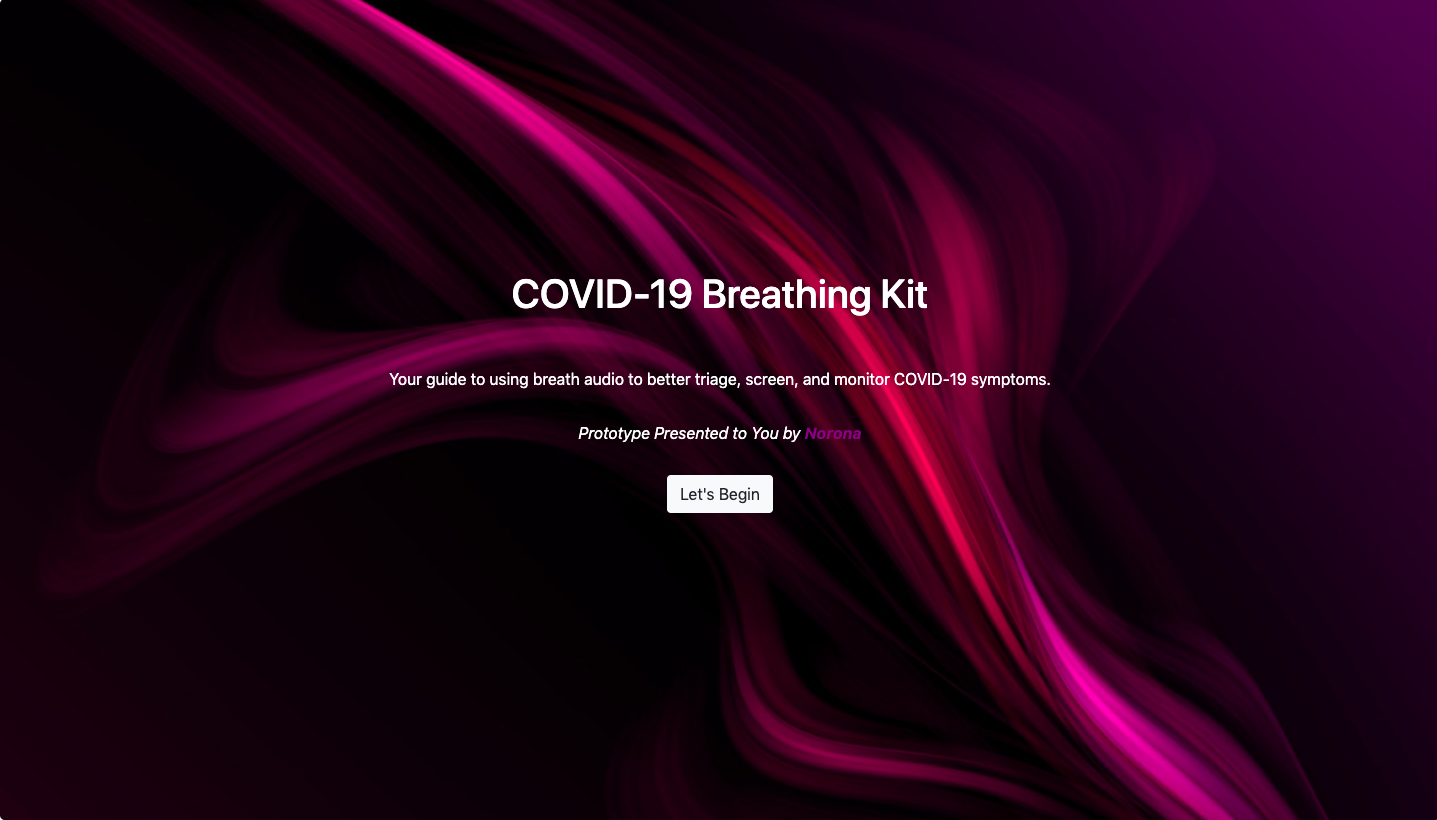 COVID-19 Breathing Kit
Your guide to using breath audio to better triage, screen, and monitor COVID-19 symptoms.
Prototype Presented to You by Norona
Let's Begin